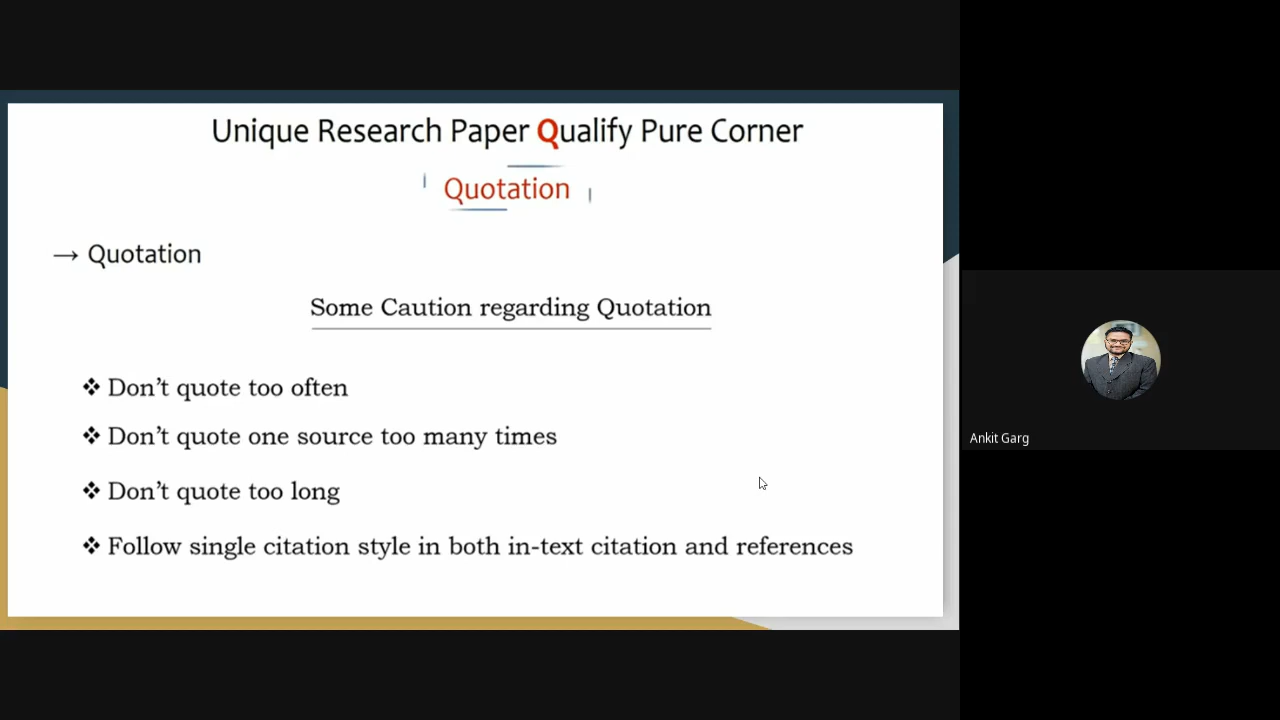 Unique Research Paper Qualify Pure Corner
Quotation
→ Quotation
Some Caution regarding Quotation
❖ Don’t quote too often
❖ Don’t quote one source too many times
❖ Don’t quote too long
❖ Follow single citation style in both in-text citation and references
Ankit Garg